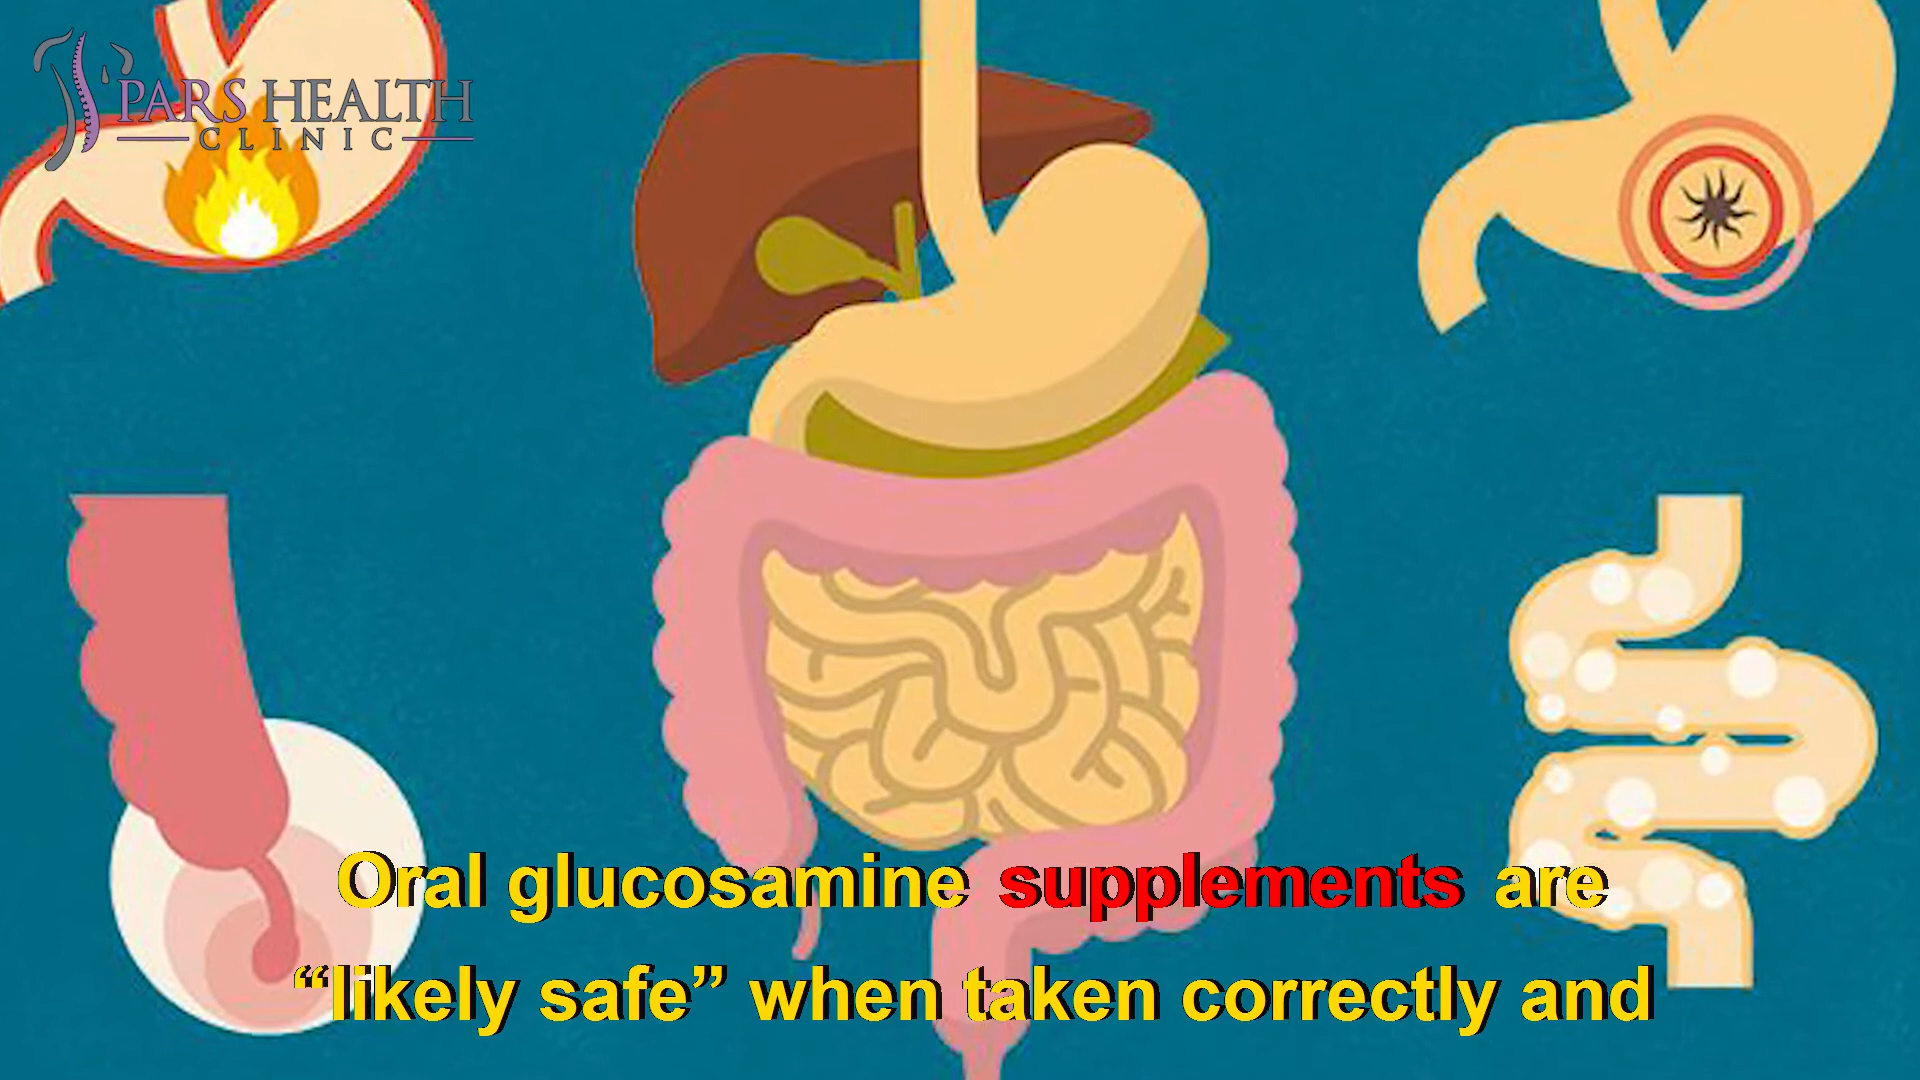 PARS HEALTH
CLINIC
Oral glucosamine supplements are
“likely safe” when taken correctly and